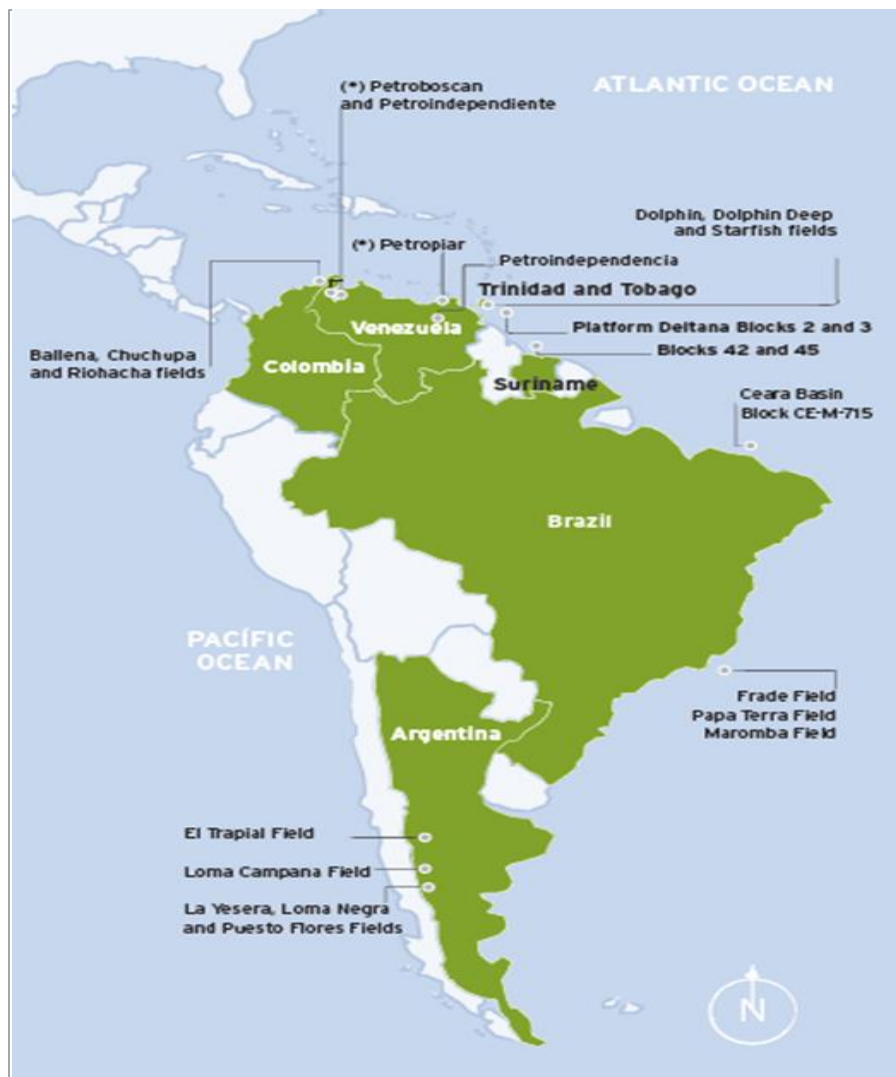 (*) Petroboscan
and Petroindependiente
ATLANTIC OCEAN
Dolphin, Dolphin Deep
and Starfish fields
(*) Petropiar
Petroindependencia
Trinidad and Tobago
Platform Deltana Blocks 2 and 3
Blocks 42 and 45
Venezuela
Ballena, Chuchupa
and Riohacha fields
Colombia
Suriname
Ceara Basin
Block CE-M-715
Brazil
PACÍFIC
OCEAN
Frade Field
Papa Terra Field
Maromba Field
Argentina
El Trapial Field
Loma Campana Field
La Yesera, Loma Negra
and Puesto Flores Fields
N